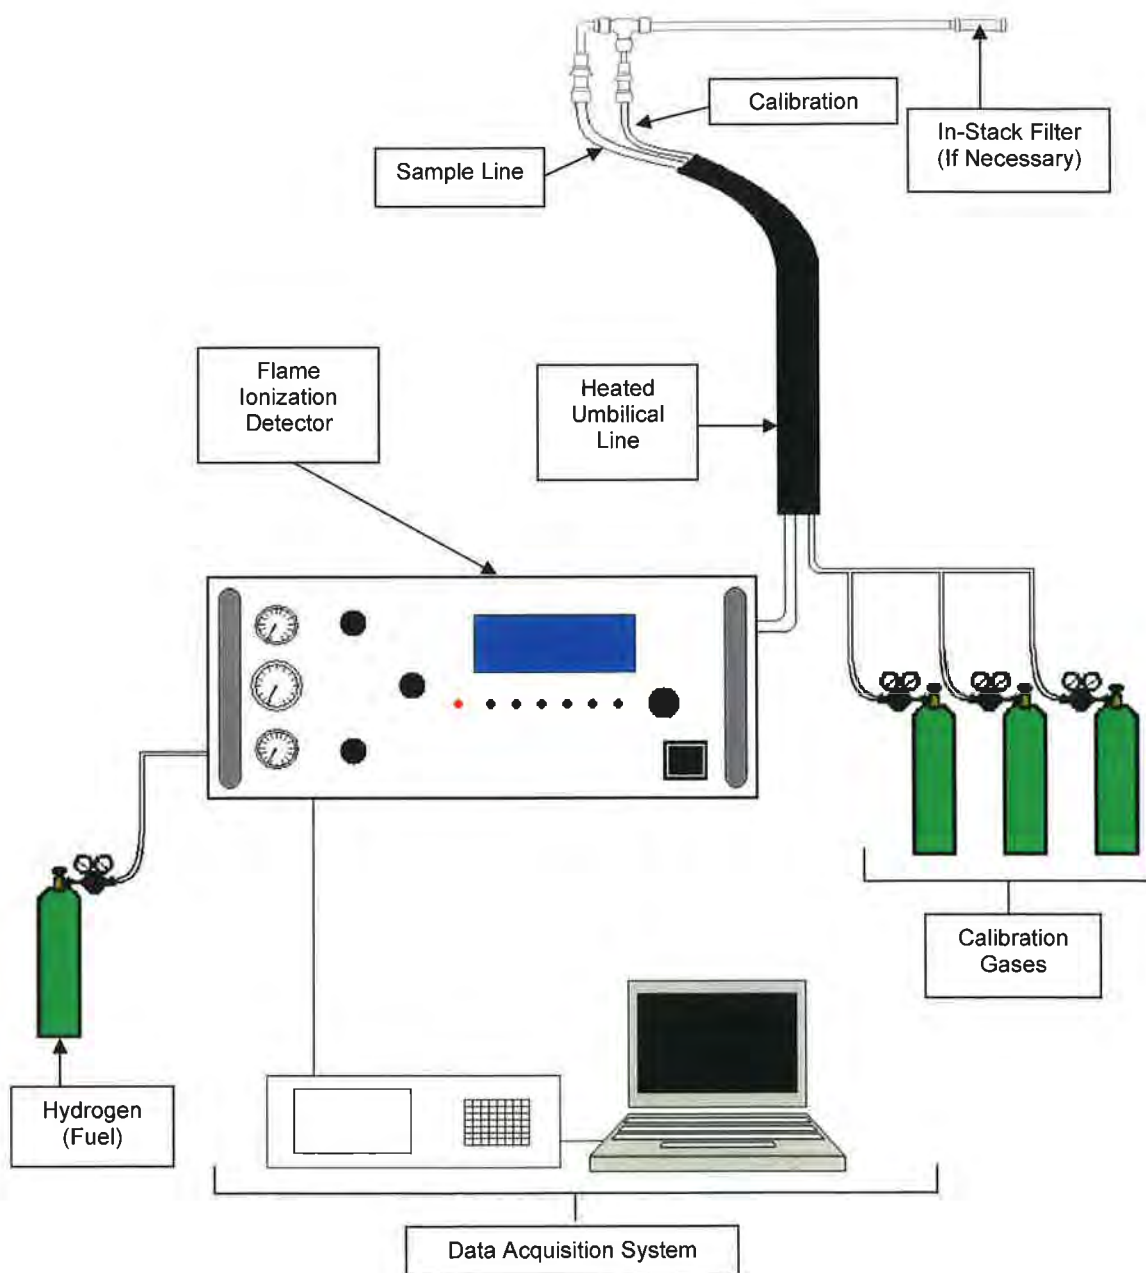 Calibration
In-Stack Filter
(If Necessary)
Sample Line
Flame
Ionization
Detector
Heated
Umbilical
Line
Calibration
Gases
Hydrogen
(Fuel)
Data Acquisition System